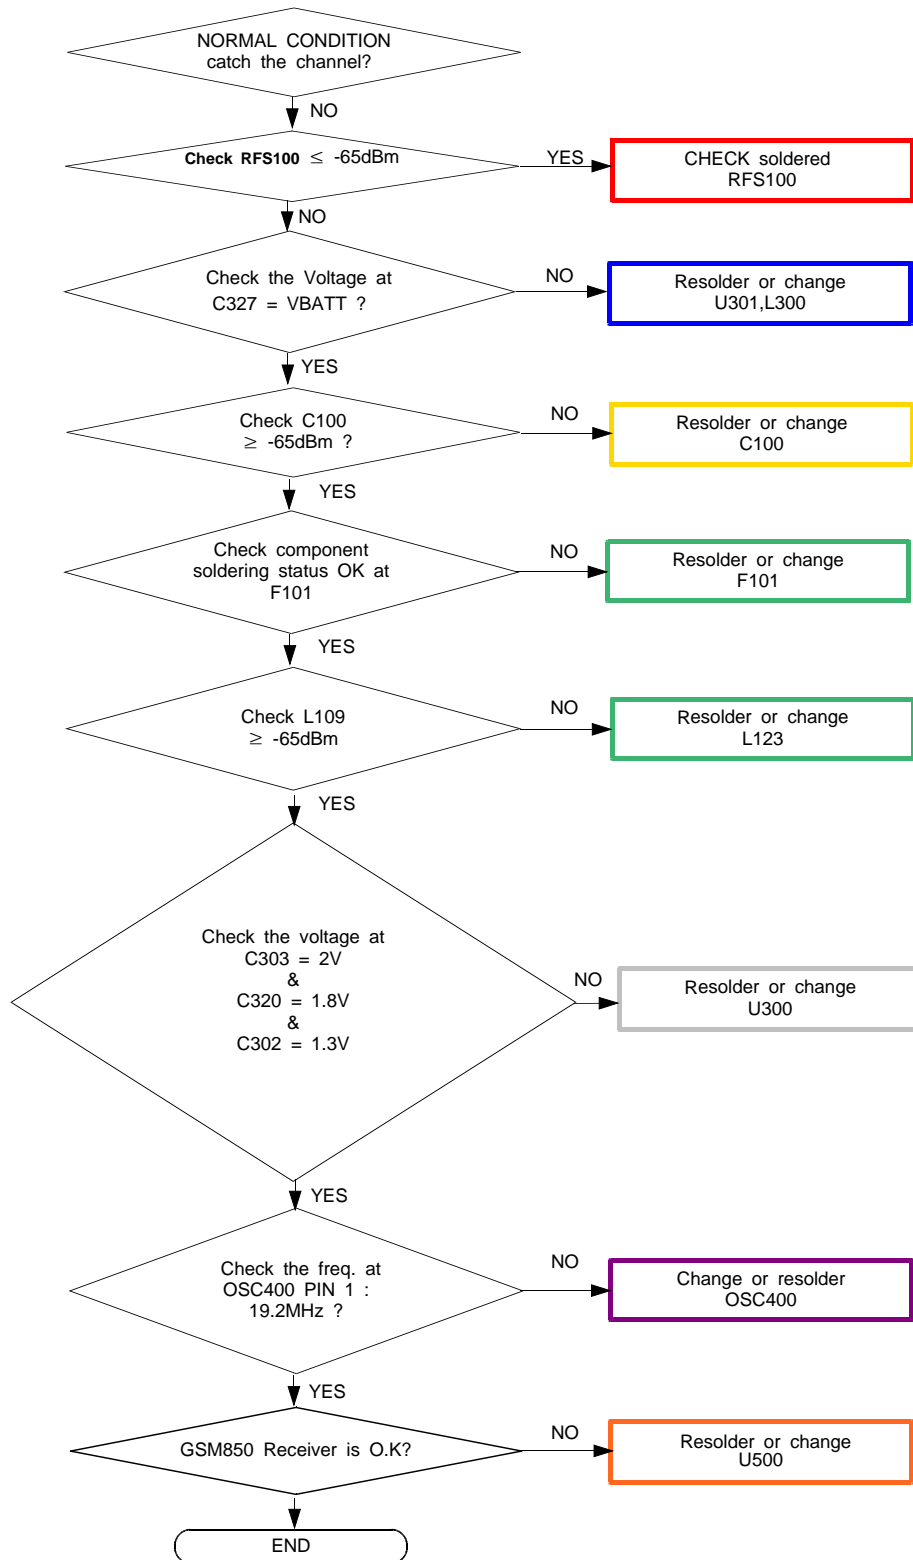 NORMAL CONDITION
catch the channel?
NO
Check RFS100 ≤ -65dBm
YES
CHECK soldered
RFS100
NO
Check the Voltage at
C327 = VBATT ?
NO
Resolder or change
U301,L300
YES
Check C100
≥ -65dBm ?
NO
Resolder or change
C100
YES
Check component
soldering status OK at
F101
NO
Resolder or change
F101
YES
Check L109
≥ -65dBm
NO
Resolder or change
L123
YES
Check the voltage at
C303 = 2V
&
C320 = 1.8V
&
C302 = 1.3V
NO
Resolder or change
U300
YES
Check the freq. at
OSC400 PIN 1 :
19.2MHz ?
NO
Change or resolder
OSC400
YES
GSM850 Receiver is O.K?
NO
Resolder or change
U500
END